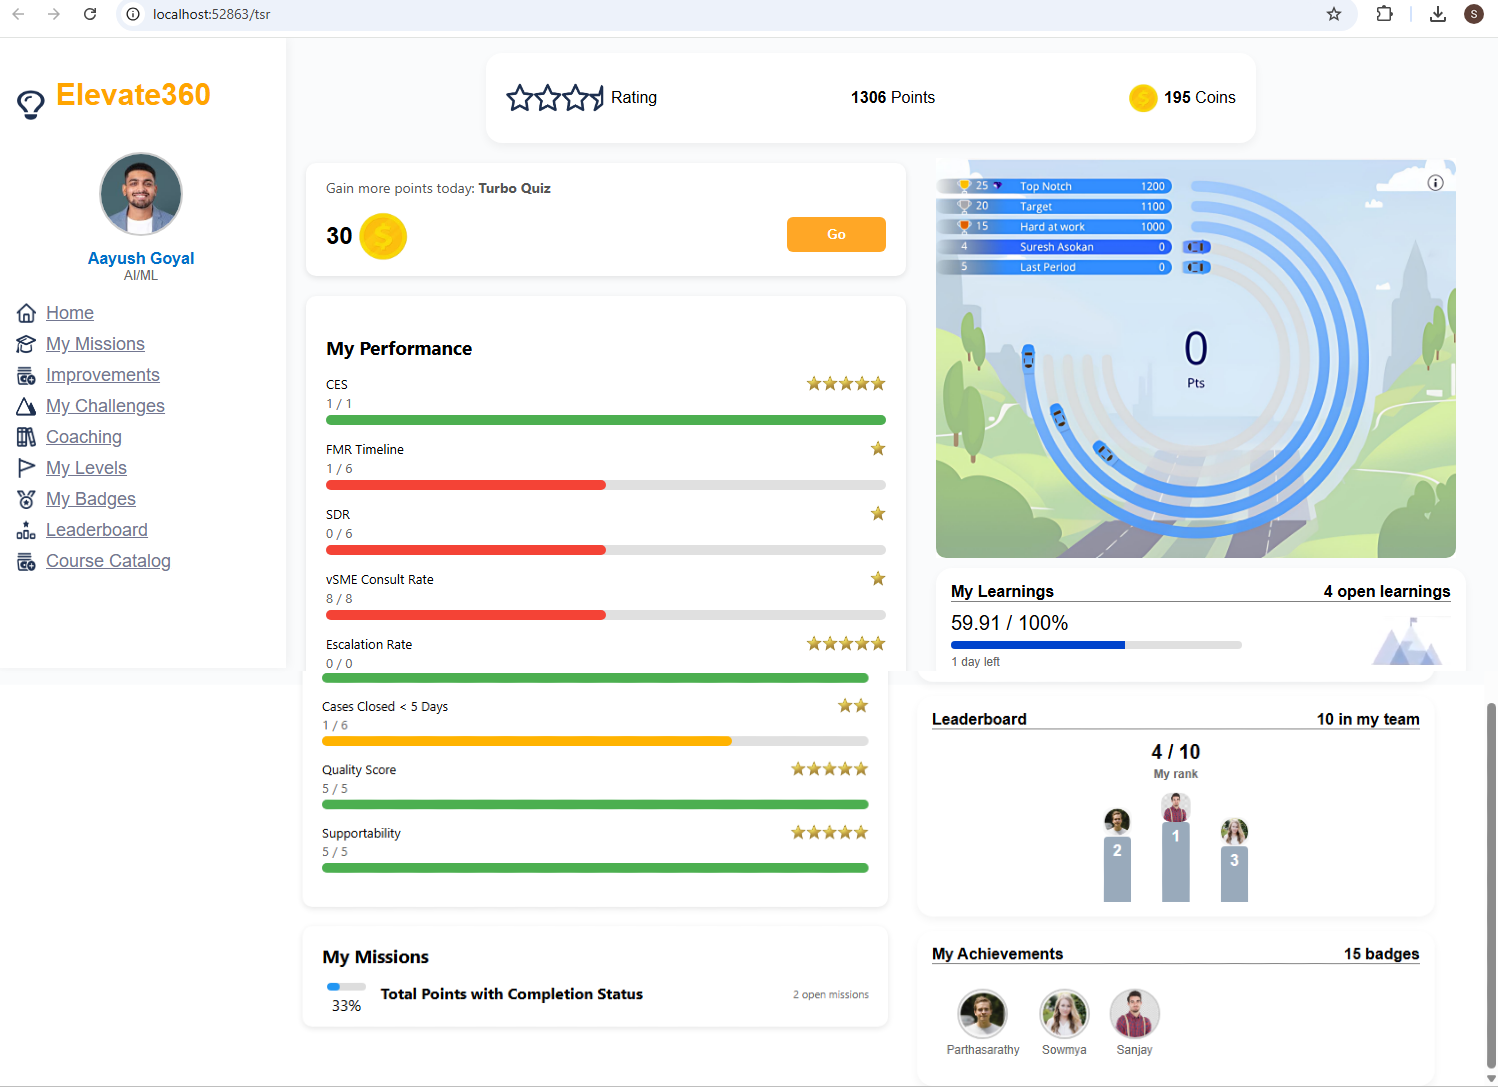 localhost:52863/tsr
S
Elevate360
Aayush Goyal
AI/ML
Home
My Missions
Improvements
My Challenges
Coaching
My Levels
My Badges
Leaderboard
Course Catalog
Rating
1306 Points
195 Coins
Gain more points today: Turbo Quiz
30
Go
My Performance
CES
1 / 1
FMR Timeline
1 / 6
SDR
0 / 6
vSME Consult Rate
8 / 8
Escalation Rate
0 / 0
Cases Closed < 5 Days
1 / 6
Quality Score
5 / 5
Supportability
5 / 5
My Missions
33%
Total Points with Completion Status
2 open missions
25 Top Notch 1200
20 Target 1100
15 Hard at work 1000
4 Suresh Asokan 0
5 Last Period 0
0
Pts
My Learnings 4 open learnings
59.91 / 100%
1 day left
Leaderboard 10 in my team
4 / 10
My rank
2 1 3
My Achievements 15 badges
Parthasarathy Sowmya Sanjay